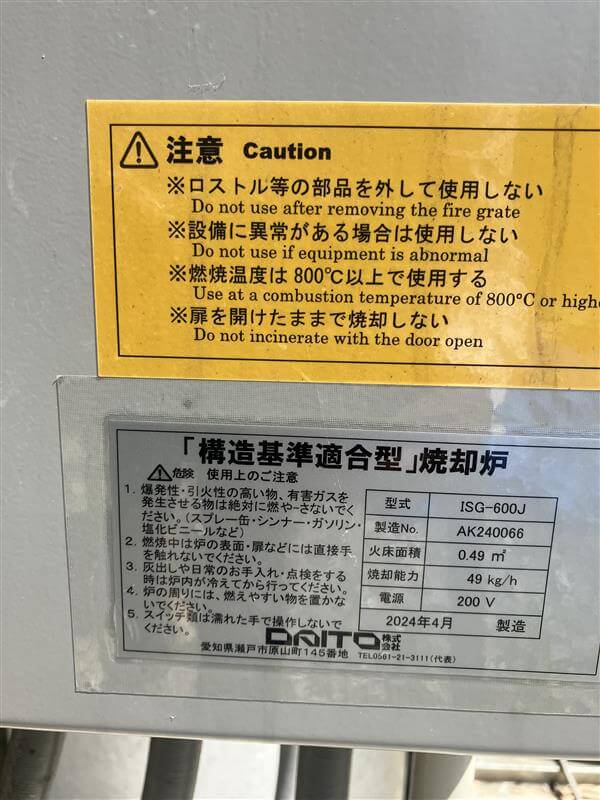 注意 Caution
※ロストル等の部品を外して使用しない
Do not use after removing the fire grate
※設備に異常がある場合は使用しない
Do not use if equipment is abnormal
※燃焼温度は800℃以上で使用する
Use at a combustion temperature of 800°C or highe
※扉を開けたままで焼却しない
Do not incinerate with the door open
「構造基準適合型」焼却炉
危険 使用上のご注意
1. 爆発性・引火性の高い物、有害ガスを
発生させる物は絶対に燃や-さないでく
ださい。(スプレー缶・シンナー・ガソリン・
塩化ビニールなど)
2. 燃焼中は炉の表面・扉などには直接手
を触れないでください。
3. 灰出しや日常のお手入れ・点検をする
時は炉内が冷えてから行ってください。
4. 炉の周りには、燃えやすい物を置かな
いでください。
5. スイッチ類は濡れた手で操作しないで
ください。
型式 ISG-600J
製造No. AK240066
火床面積 0.49 ㎡
焼却能力 49 kg/h
電源 200 V
2024年4月 製造
DAITO株式会社
愛知県瀬戸市原山町145番地 TEL0561-21-3111(代表)